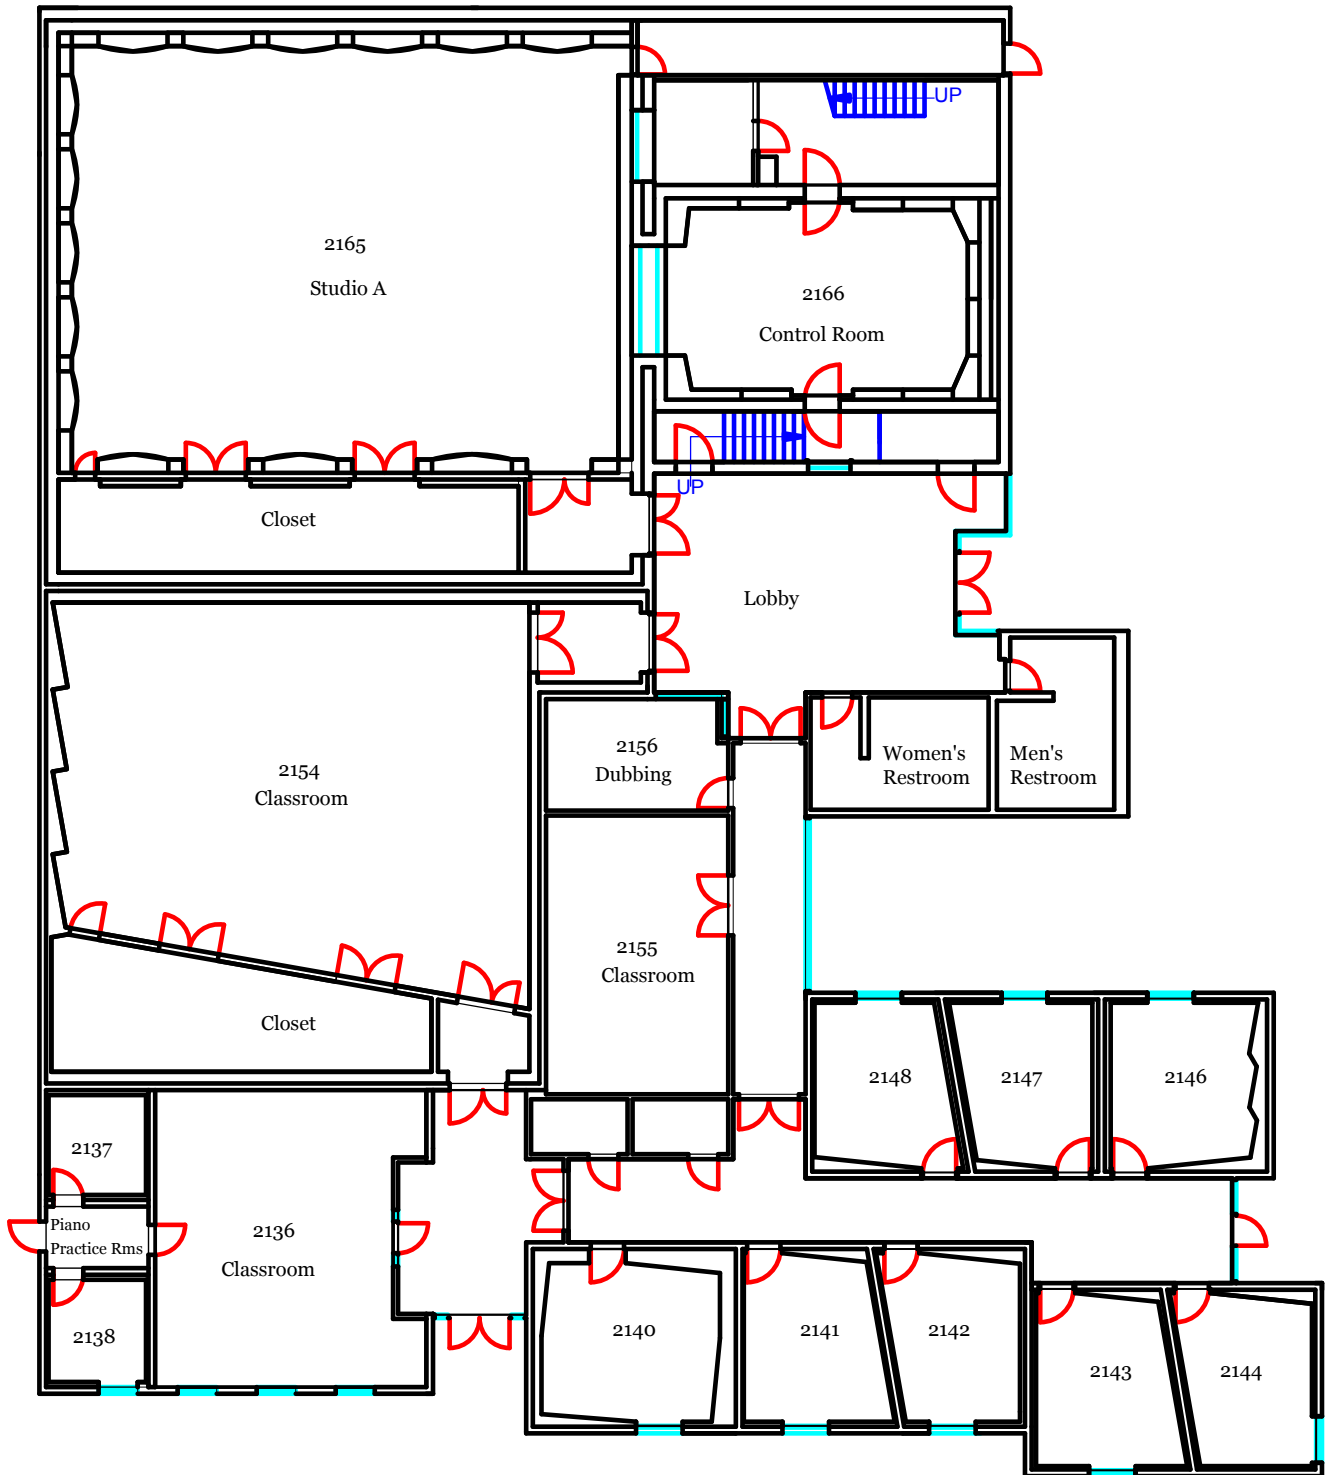 UP
2165
Studio A
2166
Control Room
UP
Closet
Lobby
2156
Dubbing
Women's
Restroom
Men's
Restroom
2154
Classroom
2155
Classroom
Closet
2148
2147
2146
2137
Piano
Practice Rms
2136
Classroom
2138
2140
2141
2142
2143
2144